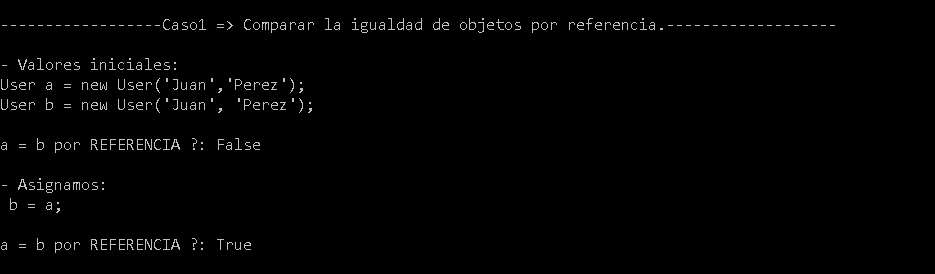 ------------------Caso1 => Comparar la igualdad de objetos por referencia.-------------------
- Valores iniciales:
User a = new User('Juan','Perez');
User b = new User('Juan', 'Perez');
a = b por REFERENCIA ?: False
- Asignamos:
b = a;
a = b por REFERENCIA ?: True